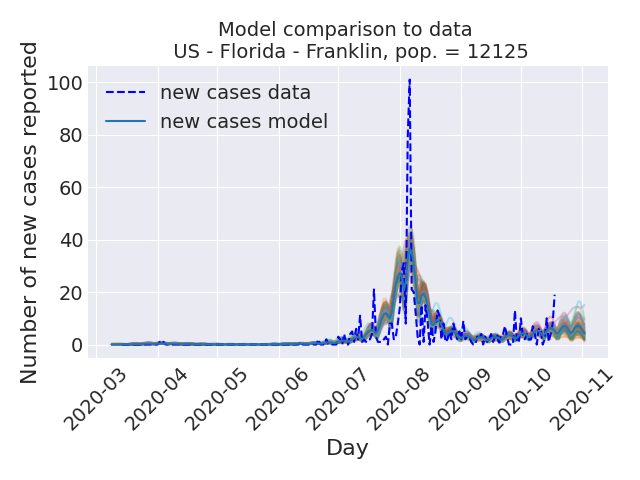 Model comparison to data
US - Florida - Franklin, pop. = 12125
Number of new cases reported
100
80
60
40
20
0
new cases data
new cases model
2020-03
2020-04
2020-05
2020-06
2020-07
2020-08
2020-09
2020-10
2020-11
Day